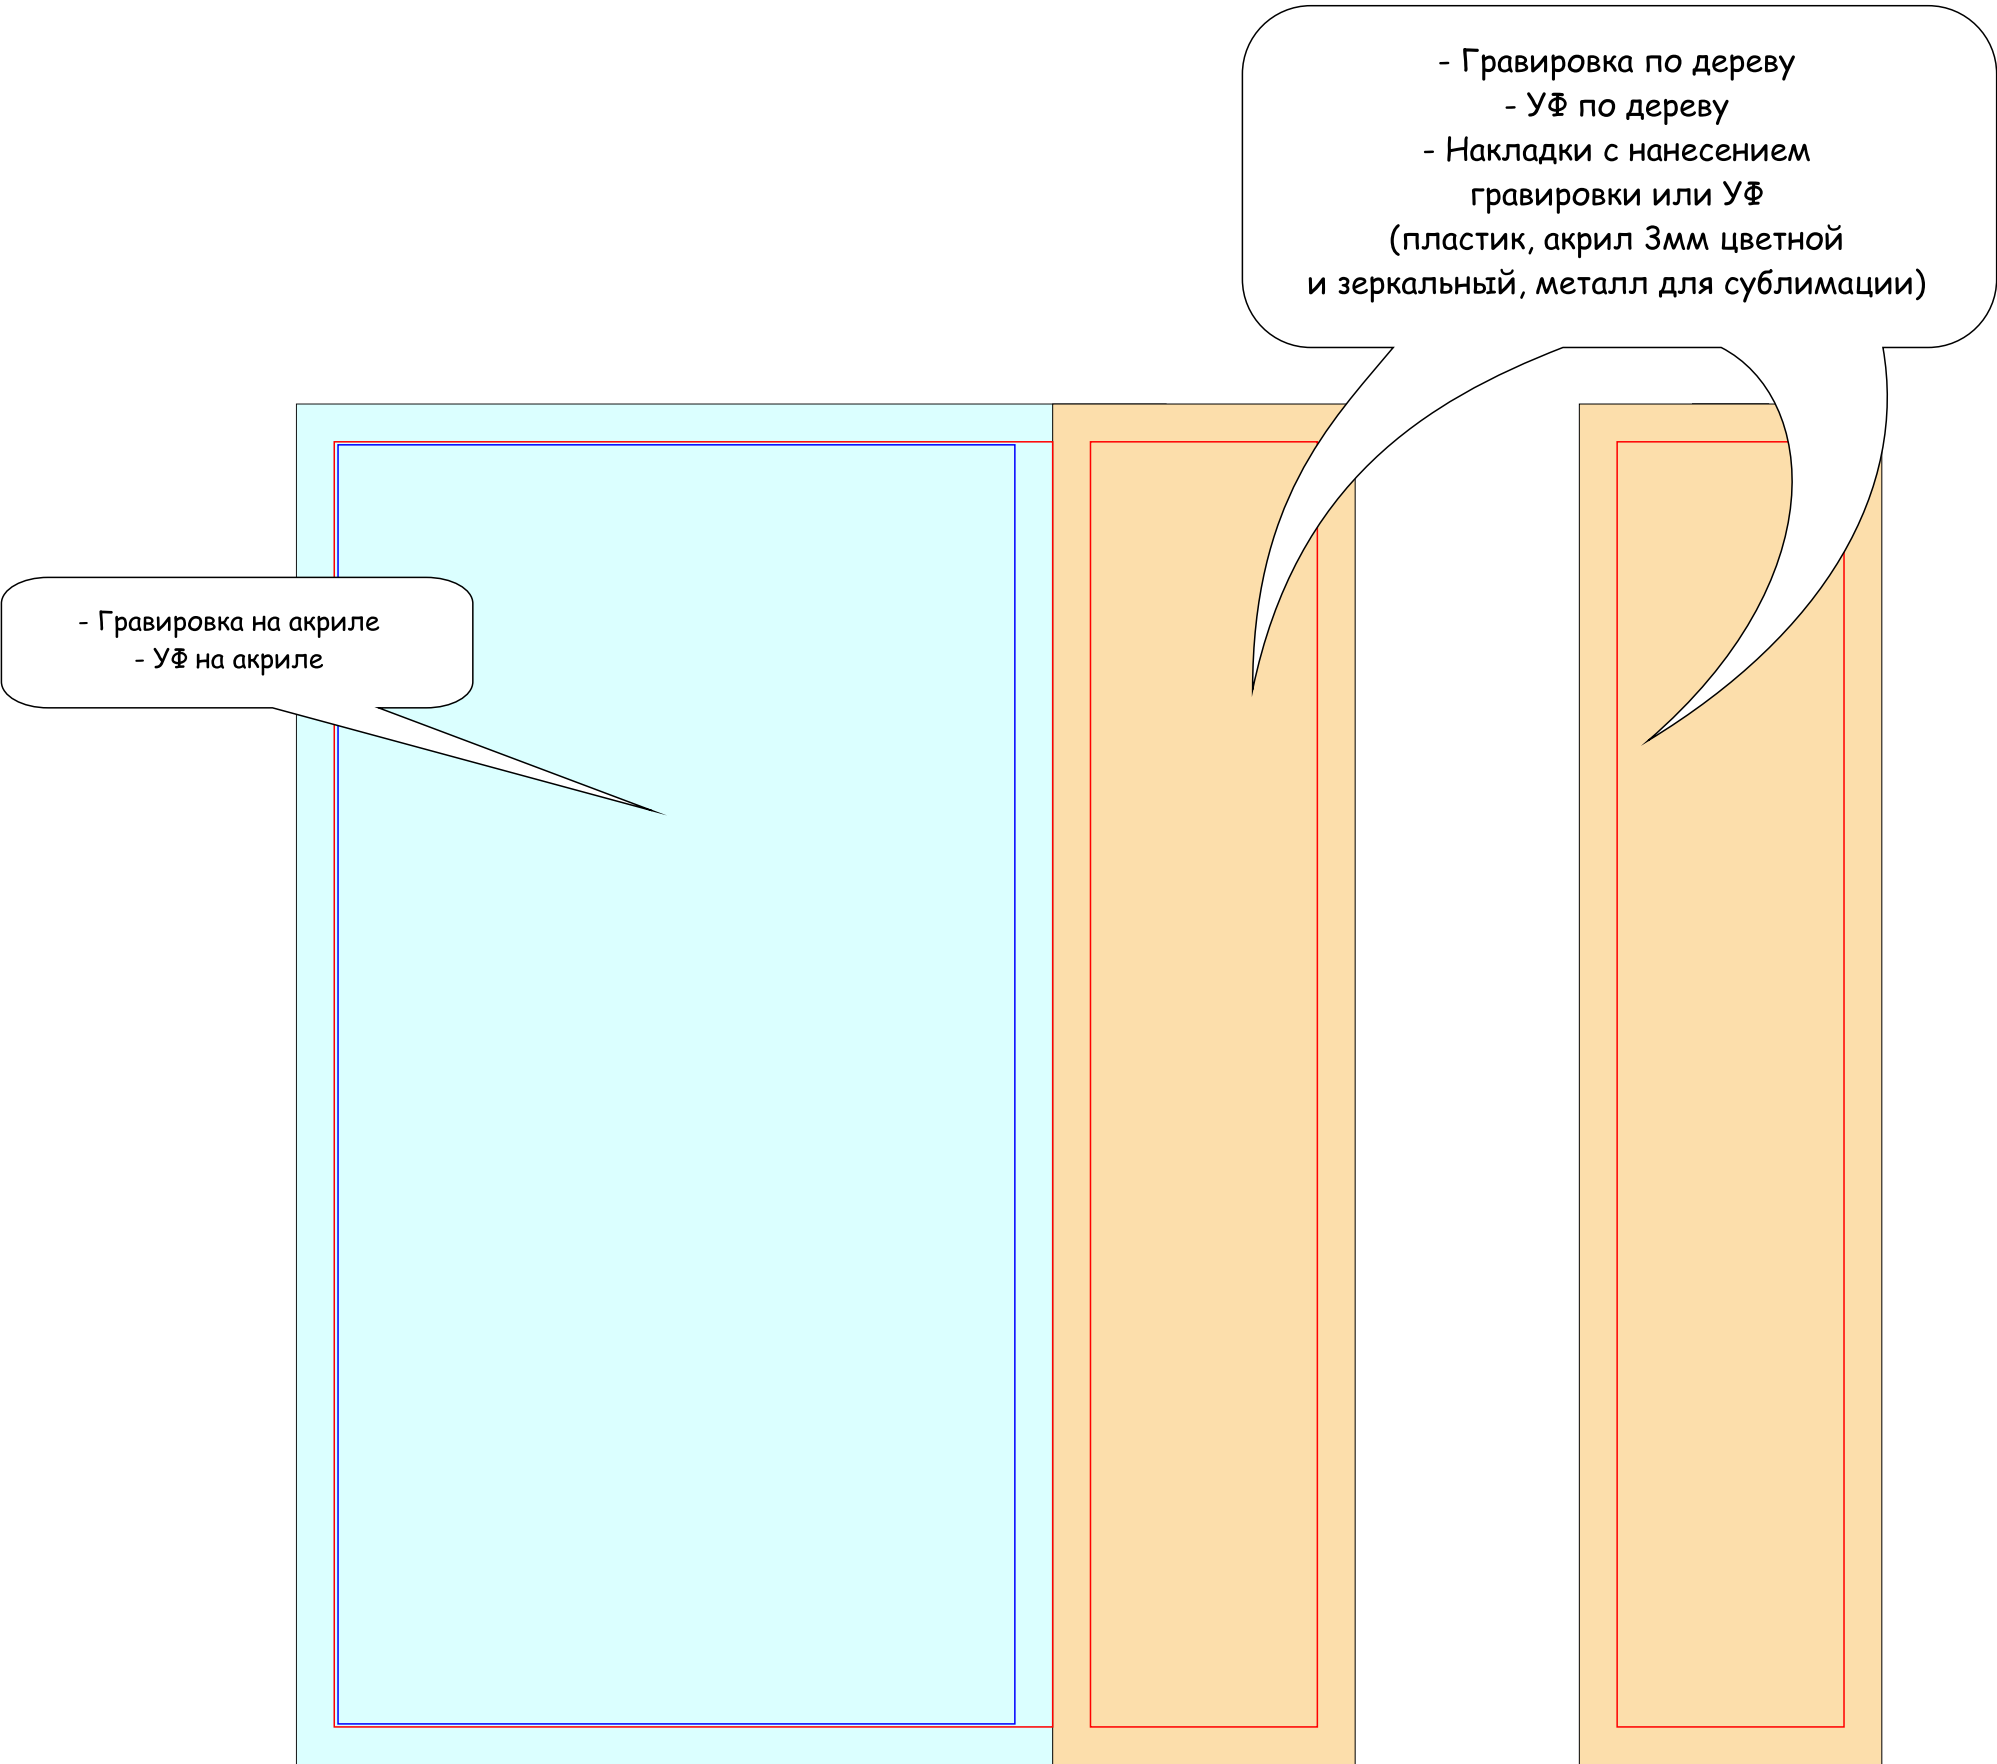 - Гравировка по дереву
- УФ по дереву
- Накладки с нанесением
гравировки или УФ
(пластик, акрил 3мм цветной
и зеркальный, металл для сублимации)
- Гравировка на акриле
- УФ на акриле